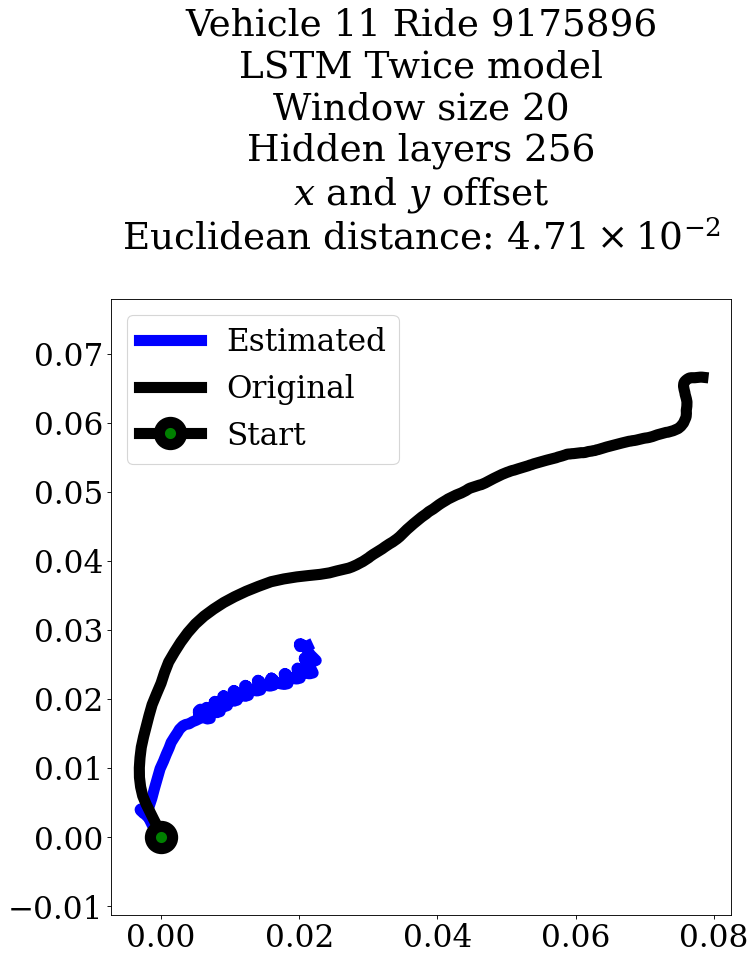 Vehicle 11 Ride 9175896
LSTM Twice model
Window size 20
Hidden layers 256
x and y offset
Euclidean distance: 4.71 × 10⁻²
Estimated
Original
Start
0.07
0.06
0.05
0.04
0.03
0.02
0.01
0.00
−0.01
0.00 0.02 0.04 0.06 0.08